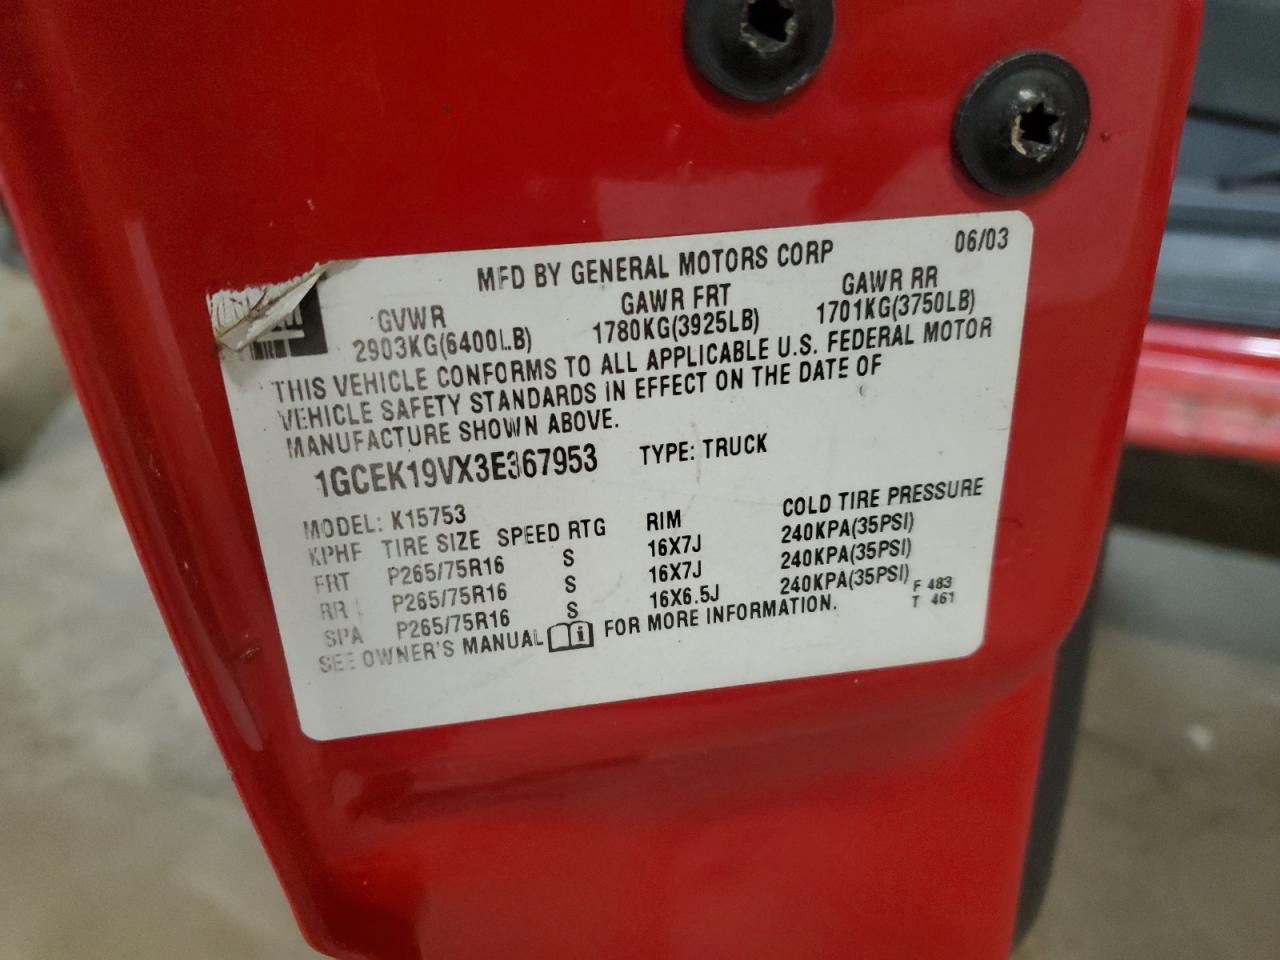 MFD BY GENERAL MOTORS CORP 06/03
GVWR GAWR FRT GAWR RR
2903KG(6400LB) 1780KG(3925LB) 1701KG(3750LB)
THIS VEHICLE CONFORMS TO ALL APPLICABLE U.S. FEDERAL MOTOR
VEHICLE SAFETY STANDARDS IN EFFECT ON THE DATE OF
MANUFACTURE SHOWN ABOVE.
1GCEK19VX3E367953 TYPE: TRUCK
MODEL: K15753
KPHF TIRE SIZE SPEED RTG RIM COLD TIRE PRESSURE
FRT P265/75R16 S 16X7J 240KPA(35PSI)
RR P265/75R16 S 16X7J 240KPA(35PSI)
SPA P265/75R16 S 16X6.5J 240KPA(35PSI)
SEE OWNER'S MANUAL FOR MORE INFORMATION.
F 483
T 461